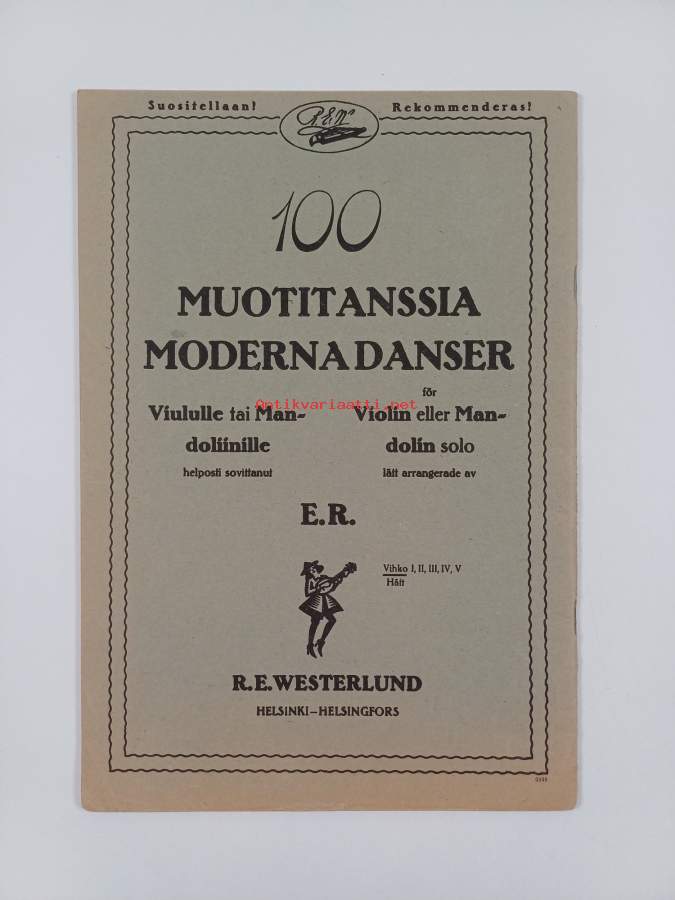 Suositellaan! Rekommenderas!
R.E.W.
100
MUOTITANSSIA
MODERNA DANSER
för
Viululle tai Man- Violin eller Man-
doliinille dolin solo
helposti sovittanut lätt arrangerade av
Antikvariaatti.net
E.R.
Vihko I, II, III, IV, V
Häft
R.E.WESTERLUND
HELSINKI–HELSINGFORS